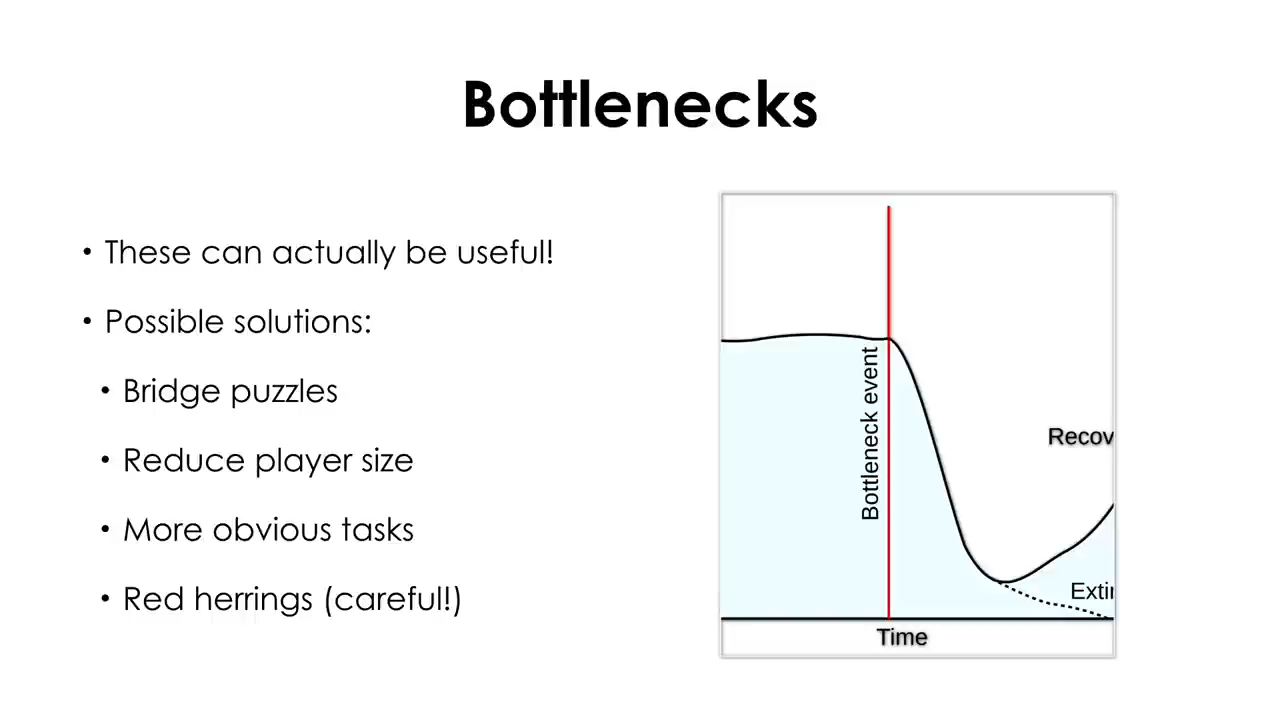 Bottlenecks
• These can actually be useful!
• Possible solutions:
• Bridge puzzles
• Reduce player size
• More obvious tasks
• Red herrings (careful!)
Bottleneck event
Recov
Extin
Time